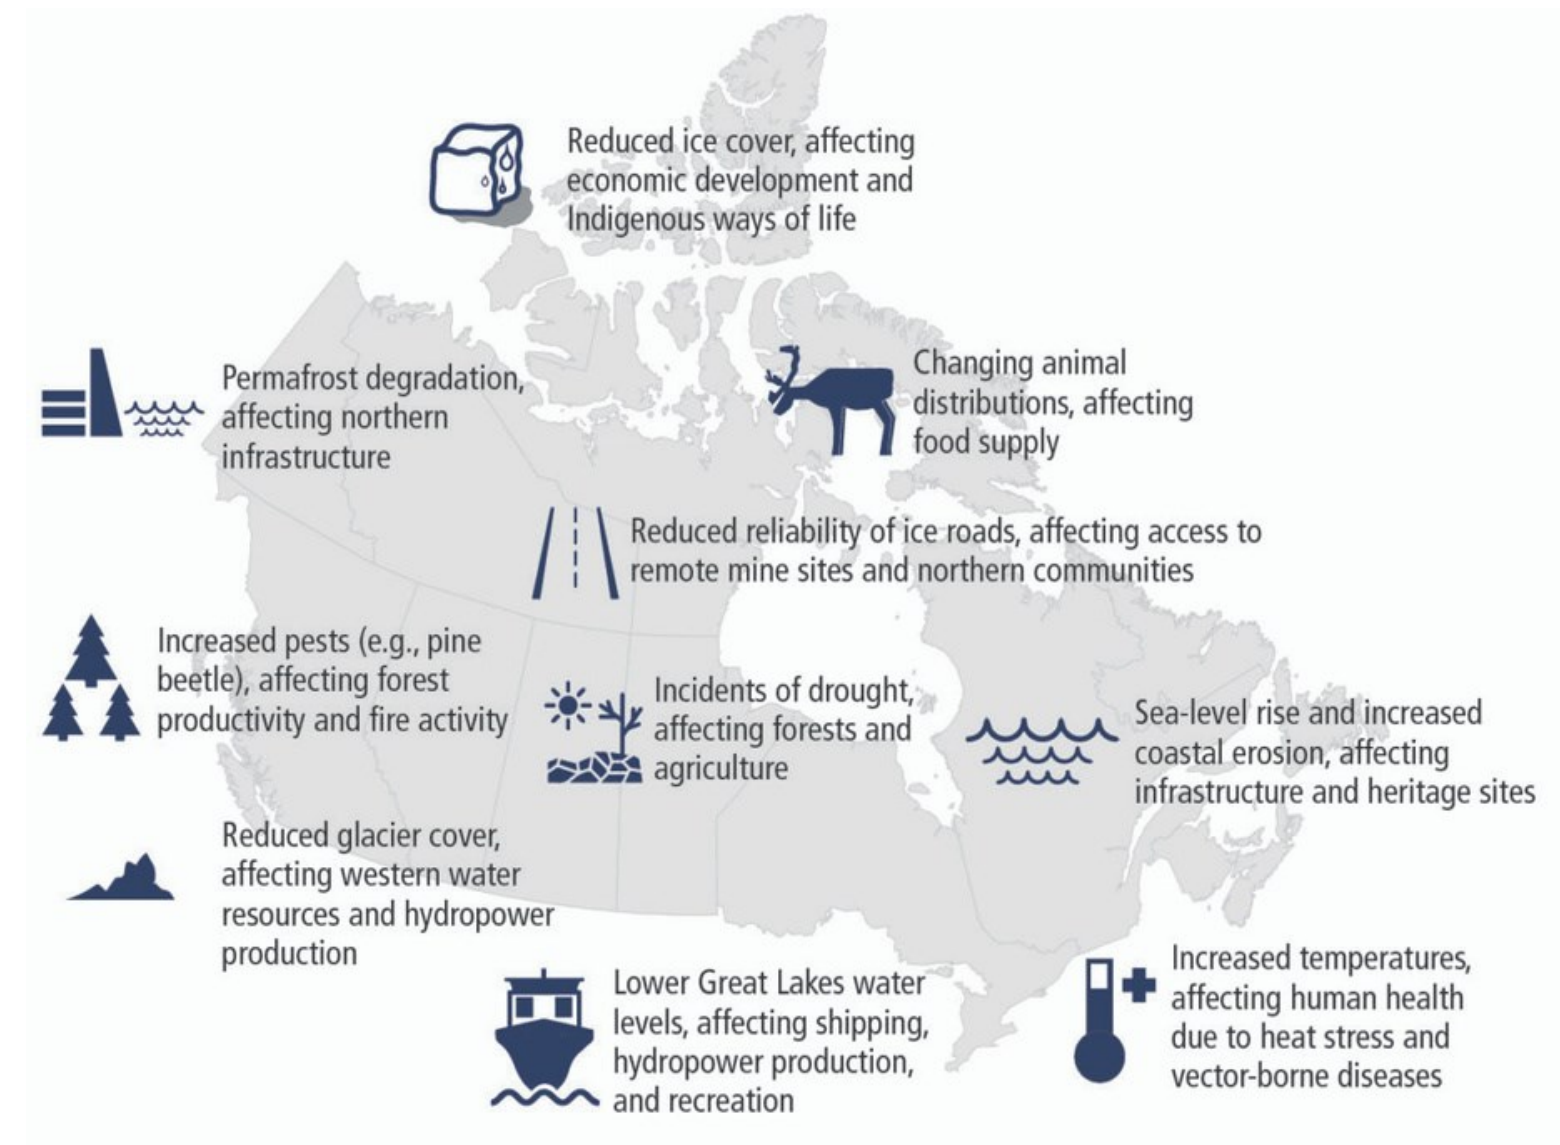 Reduced ice cover, affecting
economic development and
Indigenous ways of life
Permafrost degradation,
affecting northern
infrastructure
Changing animal
distributions, affecting
food supply
Reduced reliability of ice roads, affecting access to
remote mine sites and northern communities
Increased pests (e.g., pine
beetle), affecting forest
productivity and fire activity
Incidents of drought,
affecting forests and
agriculture
Sea-level rise and increased
coastal erosion, affecting
infrastructure and heritage sites
Reduced glacier cover,
affecting western water
resources and hydropower
production
Lower Great Lakes water
levels, affecting shipping,
hydropower production,
and recreation
Increased temperatures,
affecting human health
due to heat stress and
vector-borne diseases